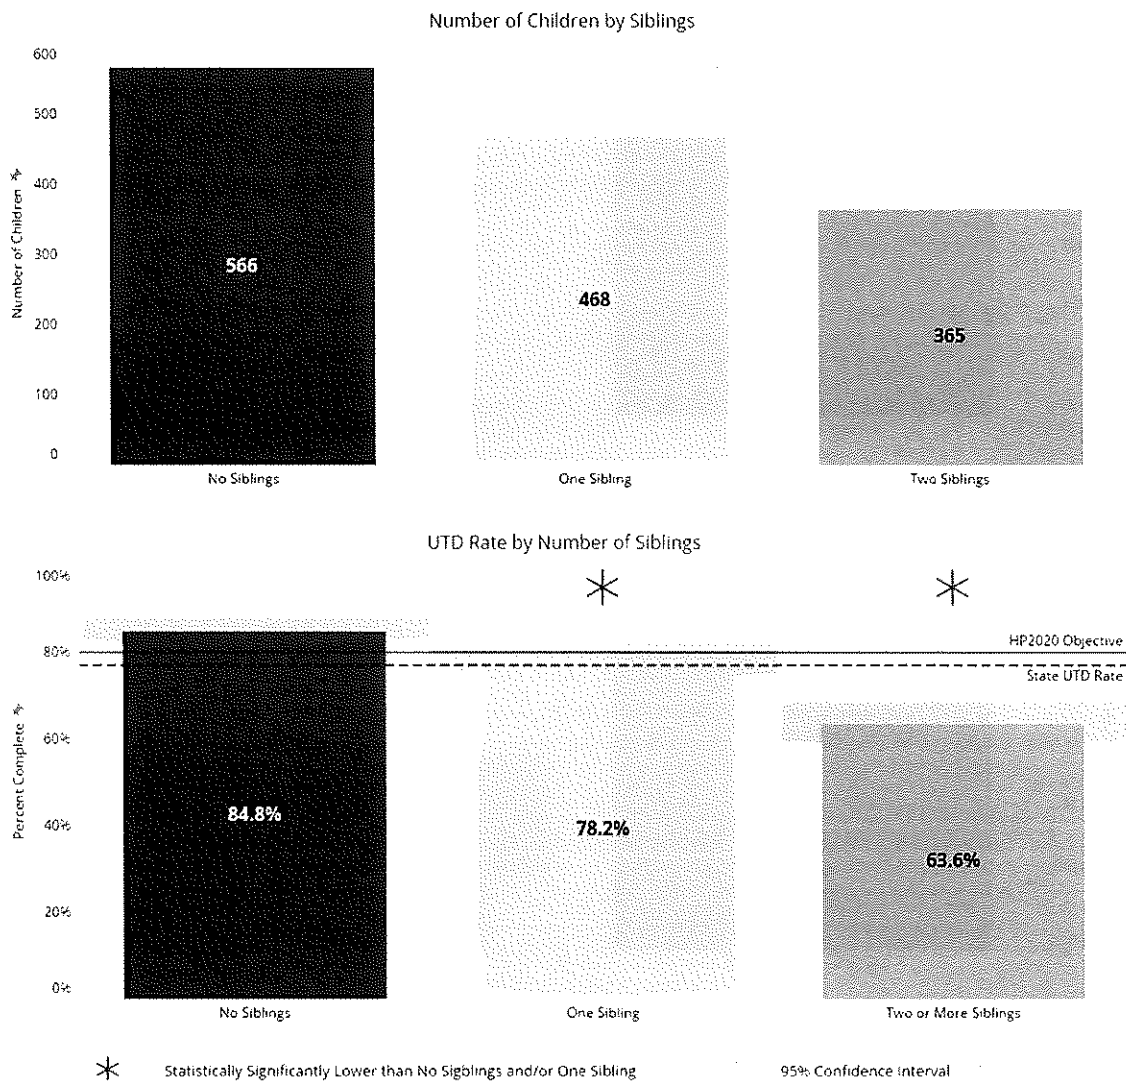 Number of Children by Siblings
600
500
400
300
200
100
0
Number of Children
566
468
365
No Siblings
One Sibling
Two Siblings
UTD Rate by Number of Siblings
100%
80%
60%
40%
20%
0%
Percent Complete
HP2020 Objective
State UTD Rate
84.8%
78.2%
63.6%
No Siblings
One Sibling
Two or More Siblings
Statistically Significantly Lower than No Sigblings and/or One Sibling
95% Confidence Interval